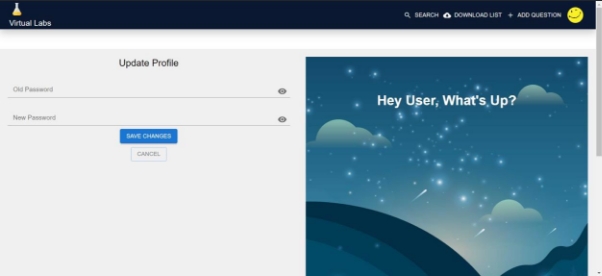 Virtual Labs
SEARCH DOWNLOAD LIST + ADD QUESTION
Update Profile
Hey User, What's Up?
Old Password
New Password
SAVE CHANGES
CANCEL